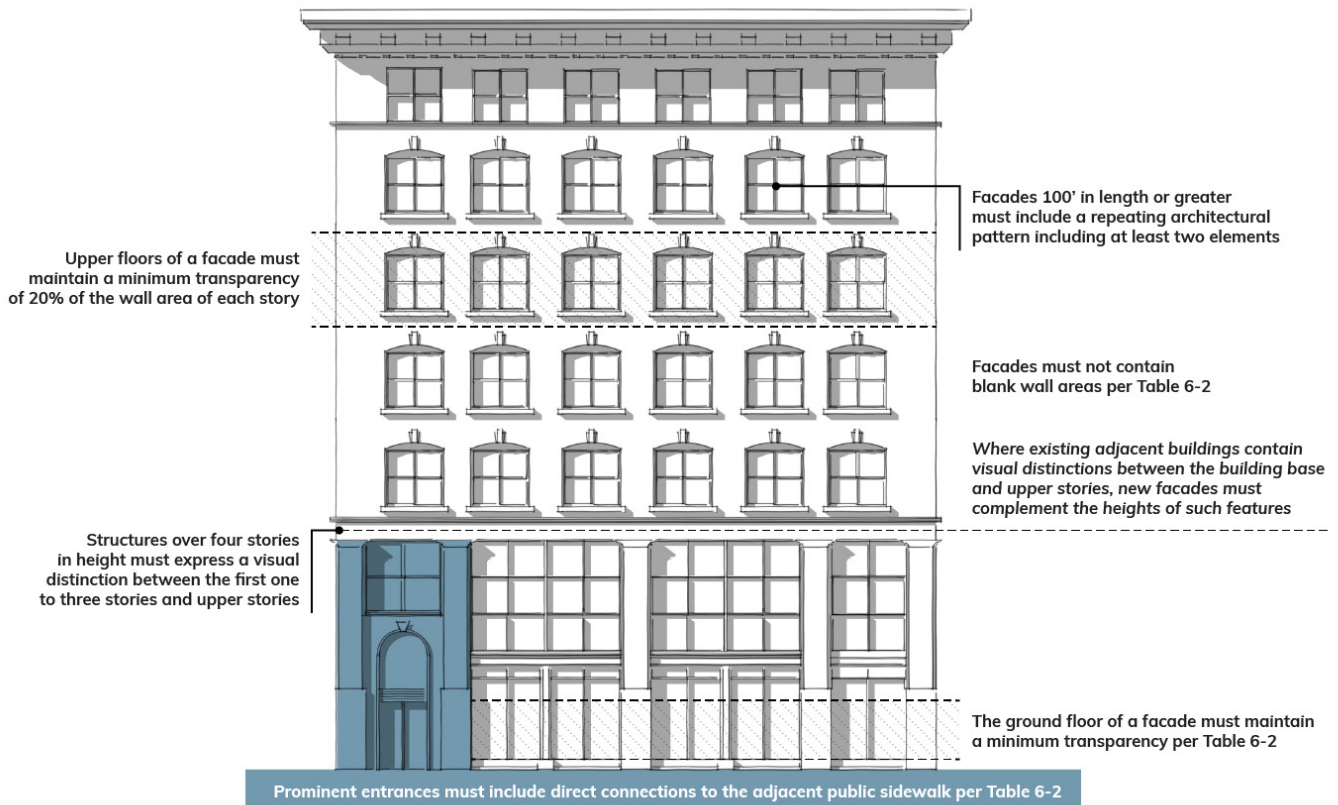 Facades 100' in length or greater
must include a repeating architectural
pattern including at least two elements
Upper floors of a facade must
maintain a minimum transparency
of 20% of the wall area of each story
Facades must not contain
blank wall areas per Table 6-2
Where existing adjacent buildings contain
visual distinctions between the building base
and upper stories, new facades must
complement the heights of such features
Structures over four stories
in height must express a visual
distinction between the first one
to three stories and upper stories
The ground floor of a facade must maintain
a minimum transparency per Table 6-2
Prominent entrances must include direct connections to the adjacent public sidewalk per Table 6-2